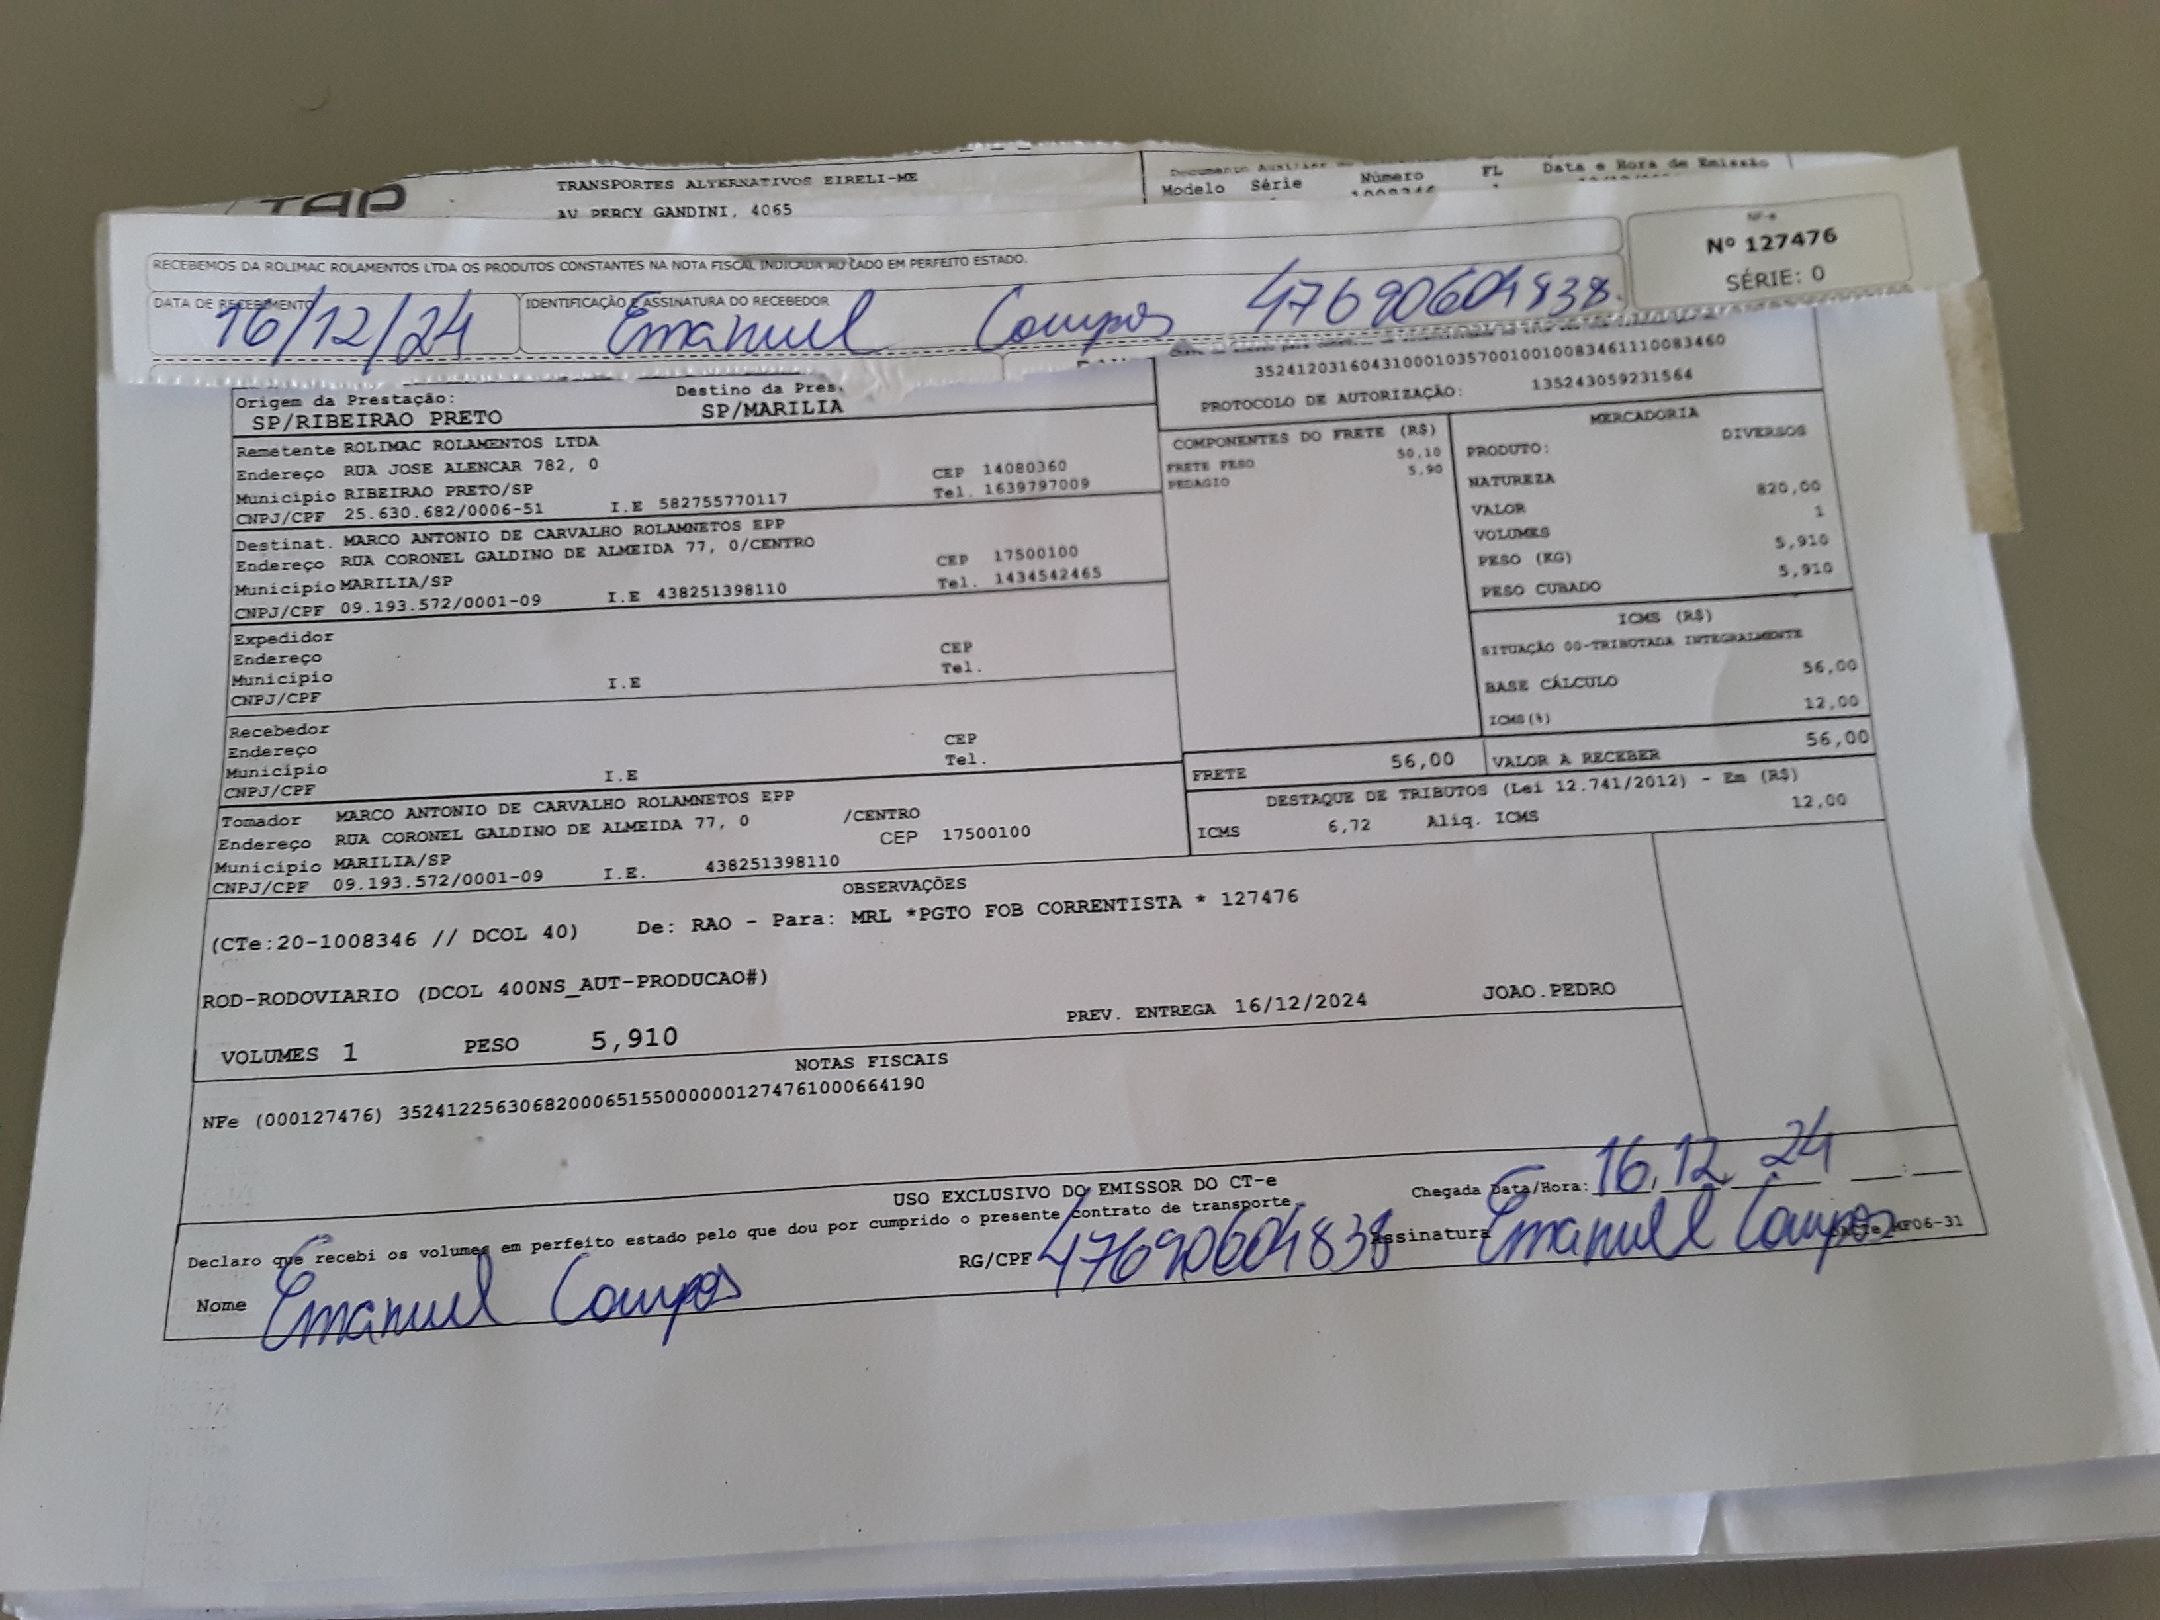 TAP
TRANSPORTES ALTERNATIVOS EIRELI-ME
AV PERCY GANDINI, 4065
Documento Auxiliar
Modelo Série Número FL Data e Hora de Emissão
1008346
NF-e
Nº 127476
SÉRIE: 0
RECEBEMOS DA ROLIMAC ROLAMENTOS LTDA OS PRODUTOS CONSTANTES NA NOTA FISCAL INDICADA AO LADO EM PERFEITO ESTADO.
DATA DE RECEBIMENTO IDENTIFICAÇÃO E ASSINATURA DO RECEBEDOR
16/12/24 Emanuel Campos 47690604838
35241203160431000103570010010083461110083460
PROTOCOLO DE AUTORIZAÇÃO: 135243059231564
Origem da Prestação: Destino da Pres.
SP/RIBEIRAO PRETO SP/MARILIA
Remetente ROLIMAC ROLAMENTOS LTDA
Endereço RUA JOSE ALENCAR 782, 0 CEP 14080360
Município RIBEIRAO PRETO/SP Tel. 1639797009
CNPJ/CPF 25.630.682/0006-51 I.E 582755770117
Destinat. MARCO ANTONIO DE CARVALHO ROLAMNETOS EPP
Endereço RUA CORONEL GALDINO DE ALMEIDA 77, 0/CENTRO CEP 17500100
Município MARILIA/SP Tel. 1434542465
CNPJ/CPF 09.193.572/0001-09 I.E 438251398110
Expedidor
Endereço CEP
Município Tel.
CNPJ/CPF I.E
Recebedor
Endereço CEP
Município Tel.
CNPJ/CPF I.E
Tomador MARCO ANTONIO DE CARVALHO ROLAMNETOS EPP
Endereço RUA CORONEL GALDINO DE ALMEIDA 77, 0 /CENTRO
Município MARILIA/SP CEP 17500100
CNPJ/CPF 09.193.572/0001-09 I.E. 438251398110
COMPONENTES DO FRETE (R$)
FRETE PESO 50,10
PEDAGIO 5,90
MERCADORIA
PRODUTO: DIVERSOS
NATUREZA
VALOR 820,00
VOLUMES 1
PESO (KG) 5,910
PESO CUBADO 5,910
ICMS (R$)
SITUAÇÃO 00-TRIBUTADA INTEGRALMENTE
BASE CÁLCULO 56,00
ICMS(%) 12,00
FRETE 56,00 VALOR A RECEBER 56,00
DESTAQUE DE TRIBUTOS (Lei 12.741/2012) - Em (R$)
ICMS 6,72 Aliq. ICMS 12,00
OBSERVAÇÕES
(CTe:20-1008346 // DCOL 40) De: RAO - Para: MRL *PGTO FOB CORRENTISTA * 127476
ROD-RODOVIARIO (DCOL 400NS_AUT-PRODUCAO#)
PREV. ENTREGA 16/12/2024 JOAO.PEDRO
VOLUMES 1 PESO 5,910
NOTAS FISCAIS
NFe (000127476) 35241225630682000651550000001274761000664190
USO EXCLUSIVO DO EMISSOR DO CT-e
Declaro que recebi os volumes em perfeito estado pelo que dou por cumprido o presente contrato de transporte
Chegada Data/Hora: 16.12 24 __:__
Nome Emanuel Campos RG/CPF 47690604838 Assinatura Emanuel Campos MF06-31